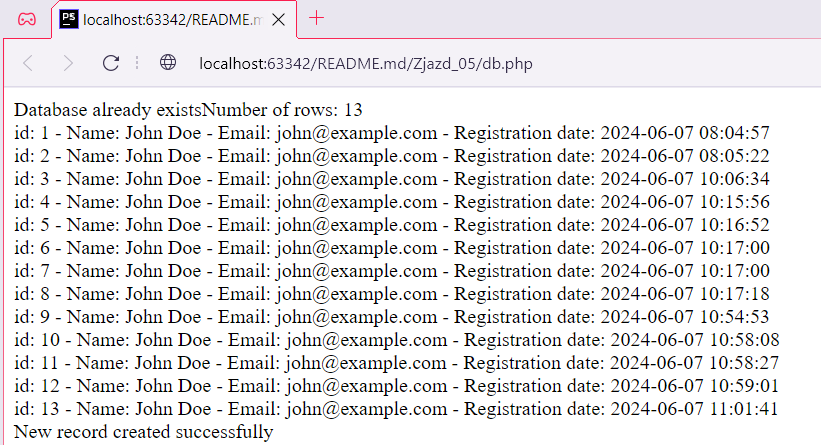 PS localhost:63342/README.m
localhost:63342/README.md/Zjazd_05/db.php
Database already existsNumber of rows: 13
id: 1 - Name: John Doe - Email: john@example.com - Registration date: 2024-06-07 08:04:57
id: 2 - Name: John Doe - Email: john@example.com - Registration date: 2024-06-07 08:05:22
id: 3 - Name: John Doe - Email: john@example.com - Registration date: 2024-06-07 10:06:34
id: 4 - Name: John Doe - Email: john@example.com - Registration date: 2024-06-07 10:15:56
id: 5 - Name: John Doe - Email: john@example.com - Registration date: 2024-06-07 10:16:52
id: 6 - Name: John Doe - Email: john@example.com - Registration date: 2024-06-07 10:17:00
id: 7 - Name: John Doe - Email: john@example.com - Registration date: 2024-06-07 10:17:00
id: 8 - Name: John Doe - Email: john@example.com - Registration date: 2024-06-07 10:17:18
id: 9 - Name: John Doe - Email: john@example.com - Registration date: 2024-06-07 10:54:53
id: 10 - Name: John Doe - Email: john@example.com - Registration date: 2024-06-07 10:58:08
id: 11 - Name: John Doe - Email: john@example.com - Registration date: 2024-06-07 10:58:27
id: 12 - Name: John Doe - Email: john@example.com - Registration date: 2024-06-07 10:59:01
id: 13 - Name: John Doe - Email: john@example.com - Registration date: 2024-06-07 11:01:41
New record created successfully